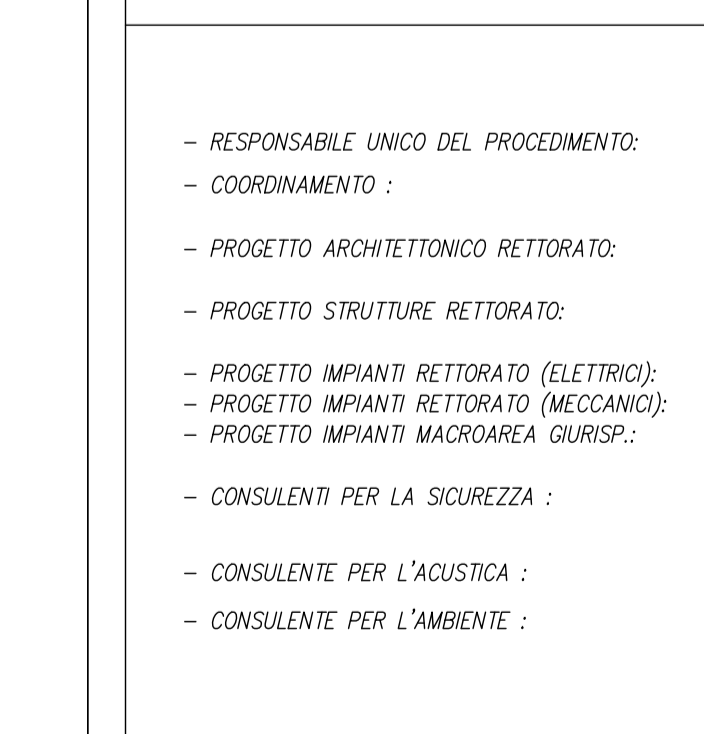 – RESPONSABILE UNICO DEL PROCEDIMENTO:
– COORDINAMENTO :
– PROGETTO ARCHITETTONICO RETTORATO:
– PROGETTO STRUTTURE RETTORATO:
– PROGETTO IMPIANTI RETTORATO (ELETTRICI):
– PROGETTO IMPIANTI RETTORATO (MECCANICI):
– PROGETTO IMPIANTI MACROAREA GIURISP.:
– CONSULENTI PER LA SICUREZZA :
– CONSULENTE PER L'ACUSTICA :
– CONSULENTE PER L'AMBIENTE :